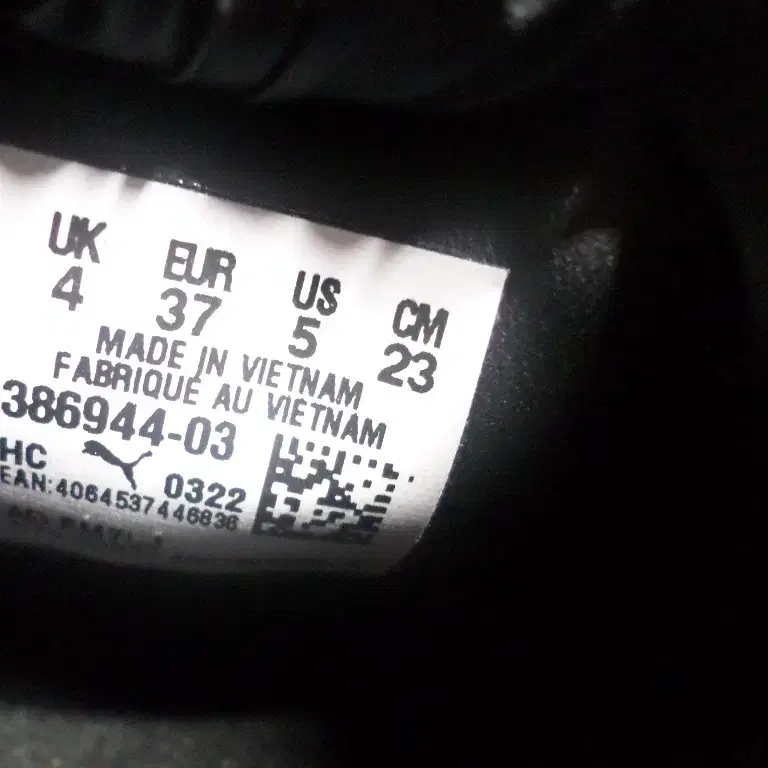 UK EUR US CM
4 37 5 23
MADE IN VIETNAM
FABRIQUE AU VIETNAM
386944-03
HC 0322
EAN:4064537446836